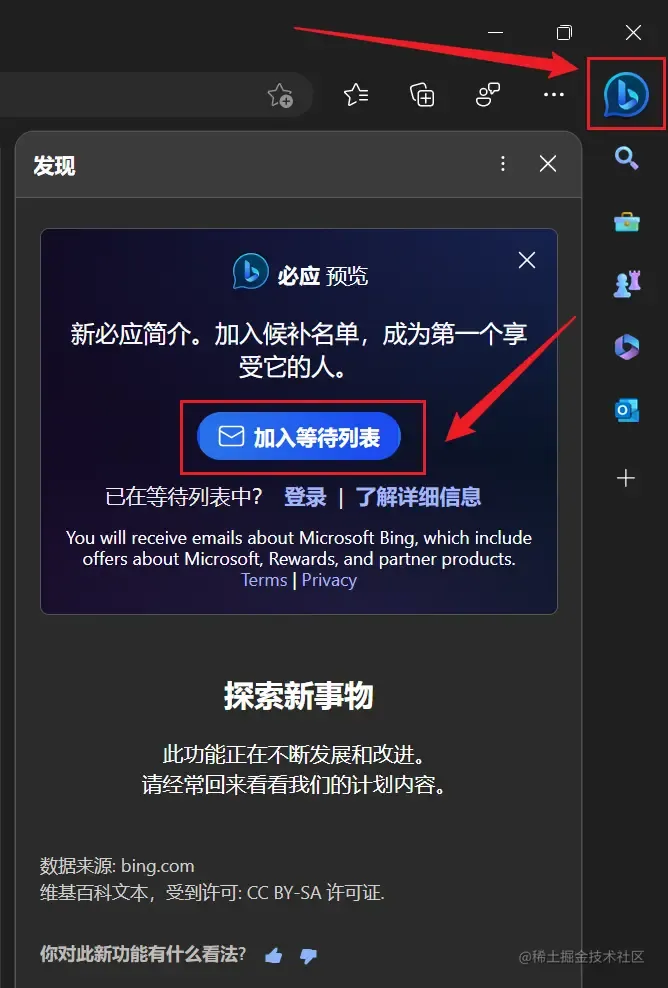 发现
必应 预览
新必应简介。加入候补名单，成为第一个享
受它的人。
加入等待列表
已在等待列表中? 登录 | 了解详细信息
You will receive emails about Microsoft Bing, which include
offers about Microsoft, Rewards, and partner products.
Terms | Privacy
探索新事物
此功能正在不断发展和改进。
请经常回来看看我们的计划内容。
数据来源: bing.com
维基百科文本，受到许可: CC BY-SA 许可证.
你对此新功能有什么看法?
@稀土掘金技术社区